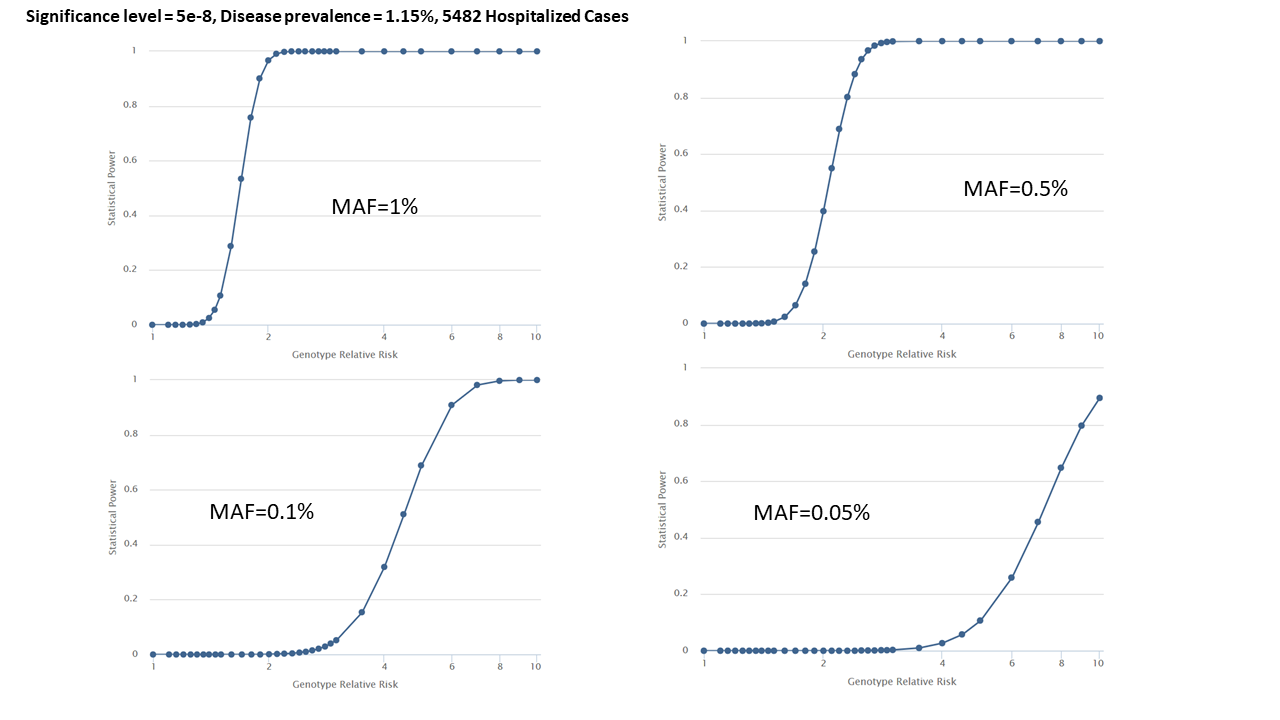 Significance level = 5e-8, Disease prevalence = 1.15%, 5482 Hospitalized Cases
1
0.8
0.6
0.4
0.2
0
Statistical Power
MAF=1%
1 2 4 6 8 10
Genotype Relative Risk
1
0.8
0.6
0.4
0.2
0
Statistical Power
MAF=0.5%
1 2 4 6 8 10
Genotype Relative Risk
1
0.8
0.6
0.4
0.2
0
Statistical Power
MAF=0.1%
1 2 4 6 8 10
Genotype Relative Risk
1
0.8
0.6
0.4
0.2
0
Statistical Power
MAF=0.05%
1 2 4 6 8 10
Genotype Relative Risk